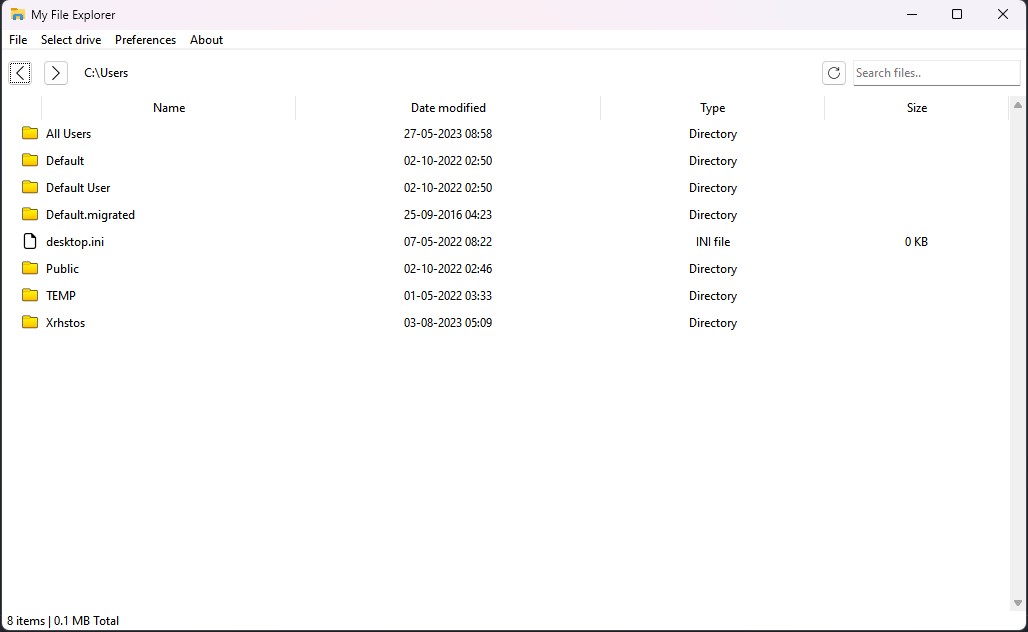 My File Explorer
File Select drive Preferences About
C:\Users Search files..
Name Date modified Type Size
All Users 27-05-2023 08:58 Directory
Default 02-10-2022 02:50 Directory
Default User 02-10-2022 02:50 Directory
Default.migrated 25-09-2016 04:23 Directory
desktop.ini 07-05-2022 08:22 INI file 0 KB
Public 02-10-2022 02:46 Directory
TEMP 01-05-2022 03:33 Directory
Xrhstos 03-08-2023 05:09 Directory
8 items | 0.1 MB Total